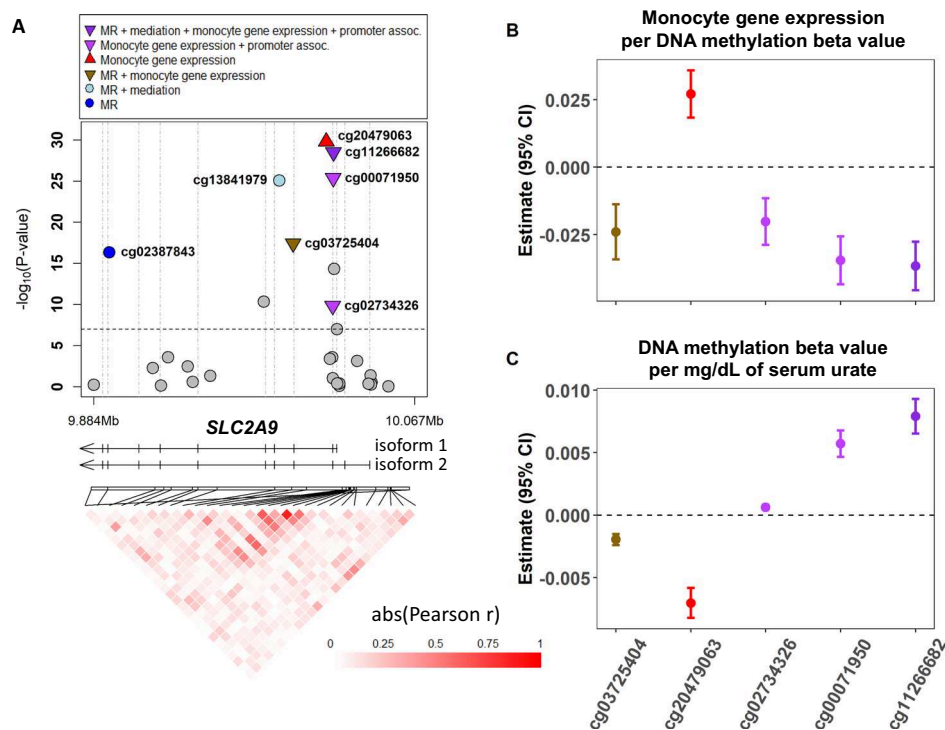 A
MR + mediation + monocyte gene expression + promoter assoc.
Monocyte gene expression + promoter assoc.
Monocyte gene expression
MR + monocyte gene expression
MR + mediation
MR
-log10(P-value)
30
25
20
15
10
5
0
cg20479063
cg11266682
cg13841979
cg00071950
cg03725404
cg02387843
cg02734326
9.884Mb
10.067Mb
SLC2A9
isoform 1
isoform 2
abs(Pearson r)
0
0.25
0.5
0.75
1
B
Monocyte gene expression
per DNA methylation beta value
Estimate (95% CI)
0.025
0.000
-0.025
C
DNA methylation beta value
per mg/dL of serum urate
Estimate (95% CI)
0.010
0.005
0.000
-0.005
cg03725404
cg20479063
cg02734326
cg00071950
cg11266682